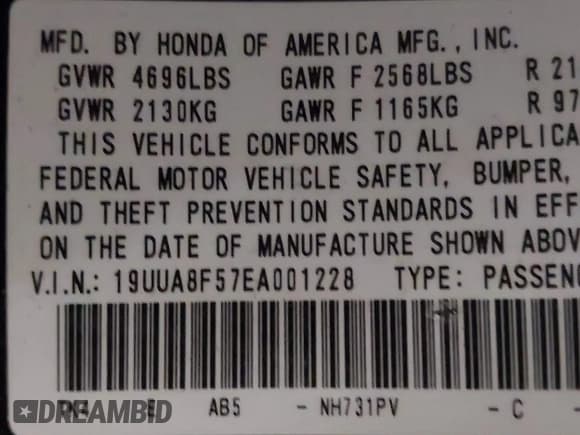 MFD. BY HONDA OF AMERICA MFG., INC.
GVWR 4696LBS GAWR F 2568LBS R 21
GVWR 2130KG GAWR F 1165KG R 97
THIS VEHICLE CONFORMS TO ALL APPLICA
FEDERAL MOTOR VEHICLE SAFETY, BUMPER,
AND THEFT PREVENTION STANDARDS IN EFF
ON THE DATE OF MANUFACTURE SHOWN ABOV
V.I.N.: 19UUA8F57EA001228 TYPE: PASSEN
E AB5 - NH731PV - C -
DREAMBID